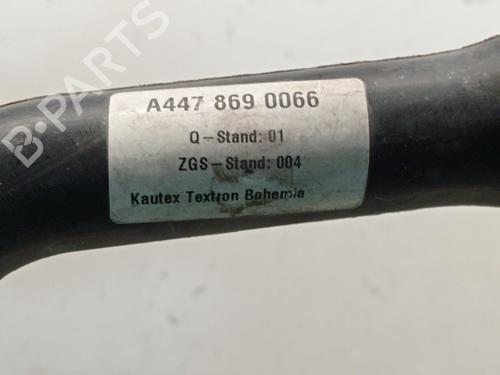 A447 869 0066
Q-Stand: 01
ZGS-Stand: 004
Kautex Textron Bohemia
B-PARTS